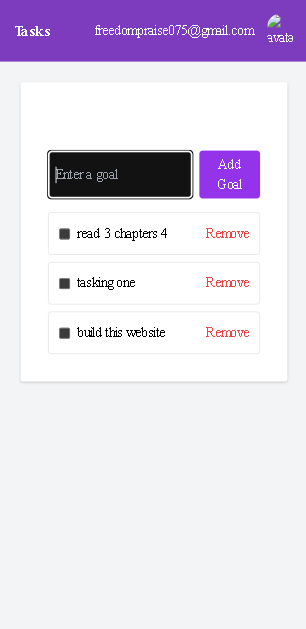 Tasks freedompraise075@gmail.com avata
Enter a goal
Add
Goal
read 3 chapters 4 Remove
tasking one Remove
build this website Remove